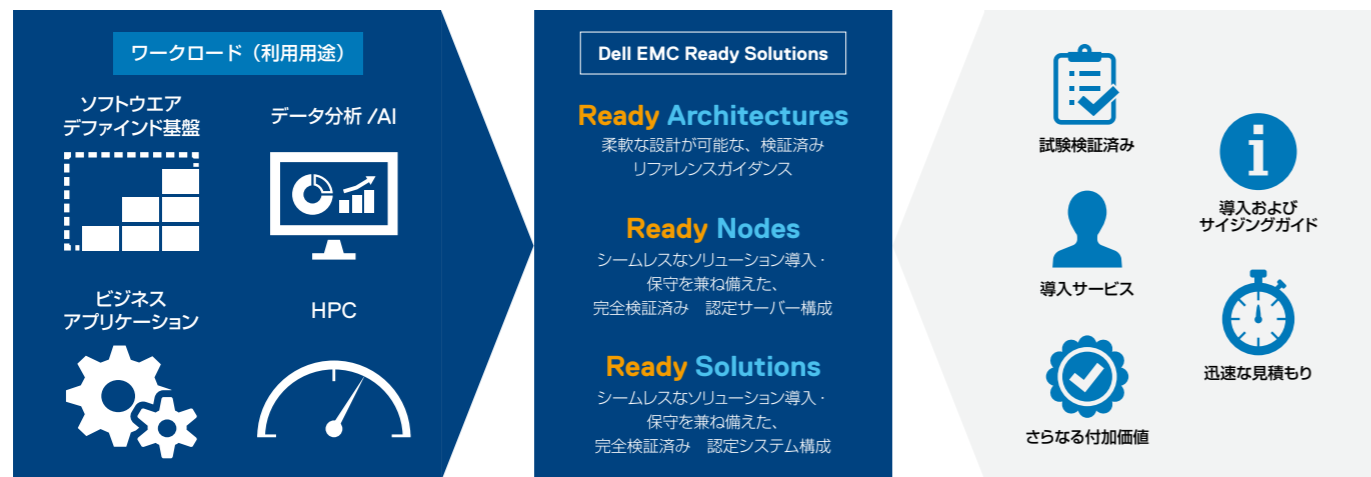 ワークロード（利用用途）
ソフトウエア
デファインド基盤
データ分析 /AI
ビジネス
アプリケーション
HPC
Dell EMC Ready Solutions
Ready Architectures
柔軟な設計が可能な、検証済み
リファレンスガイダンス
Ready Nodes
シームレスなソリューション導入・
保守を兼ね備えた、
完全検証済み　認定サーバー構成
Ready Solutions
シームレスなソリューション導入・
保守を兼ね備えた、
完全検証済み　認定システム構成
試験検証済み
導入および
サイジングガイド
導入サービス
迅速な見積もり
さらなる付加価値